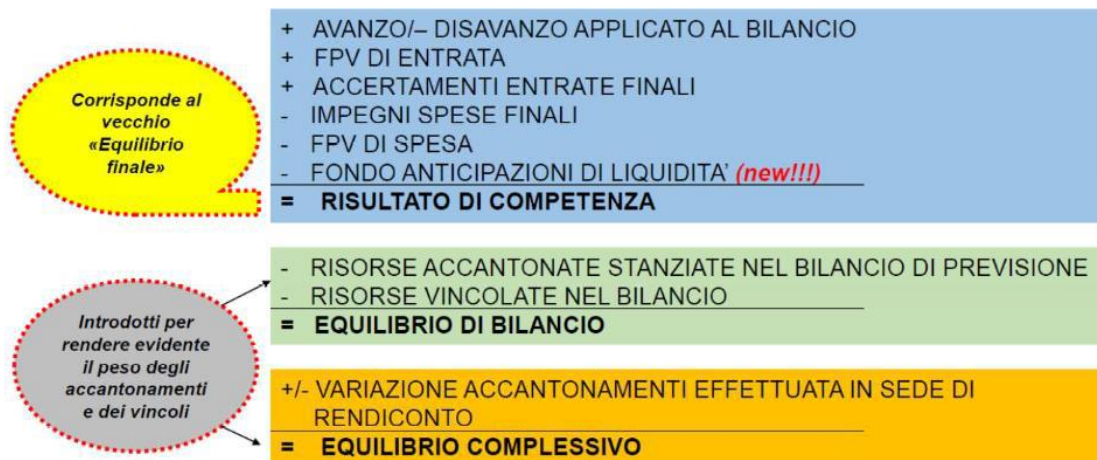 Corrisponde al
vecchio
«Equilibrio
finale»
+ AVANZO/– DISAVANZO APPLICATO AL BILANCIO
+ FPV DI ENTRATA
+ ACCERTAMENTI ENTRATE FINALI
- IMPEGNI SPESE FINALI
- FPV DI SPESA
- FONDO ANTICIPAZIONI DI LIQUIDITA’ (new!!!)
= RISULTATO DI COMPETENZA
Introdotti per
rendere evidente
il peso degli
accantonamenti
e dei vincoli
- RISORSE ACCANTONATE STANZIATE NEL BILANCIO DI PREVISIONE
- RISORSE VINCOLATE NEL BILANCIO
= EQUILIBRIO DI BILANCIO
+/- VARIAZIONE ACCANTONAMENTI EFFETTUATA IN SEDE DI
RENDICONTO
= EQUILIBRIO COMPLESSIVO